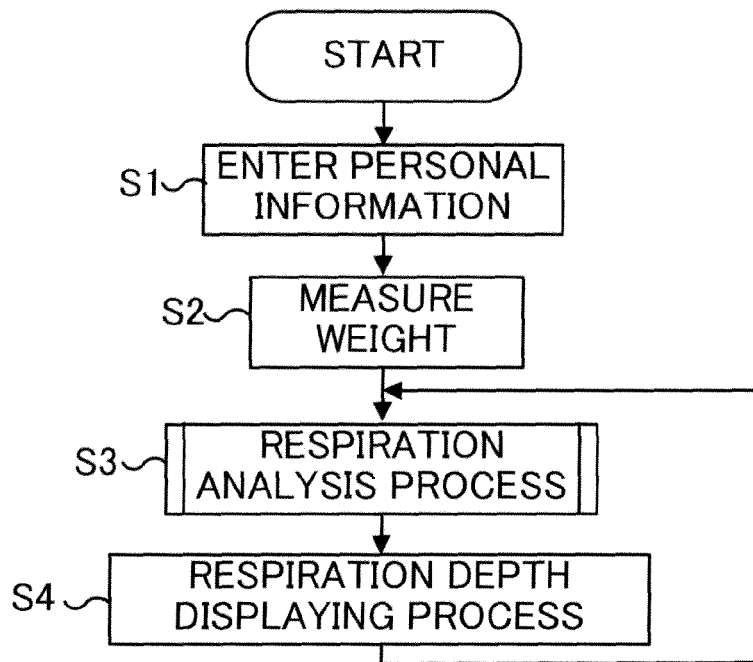 START
S1
ENTER PERSONAL
INFORMATION
S2
MEASURE
WEIGHT
S3
RESPIRATION
ANALYSIS PROCESS
S4
RESPIRATION DEPTH
DISPLAYING PROCESS